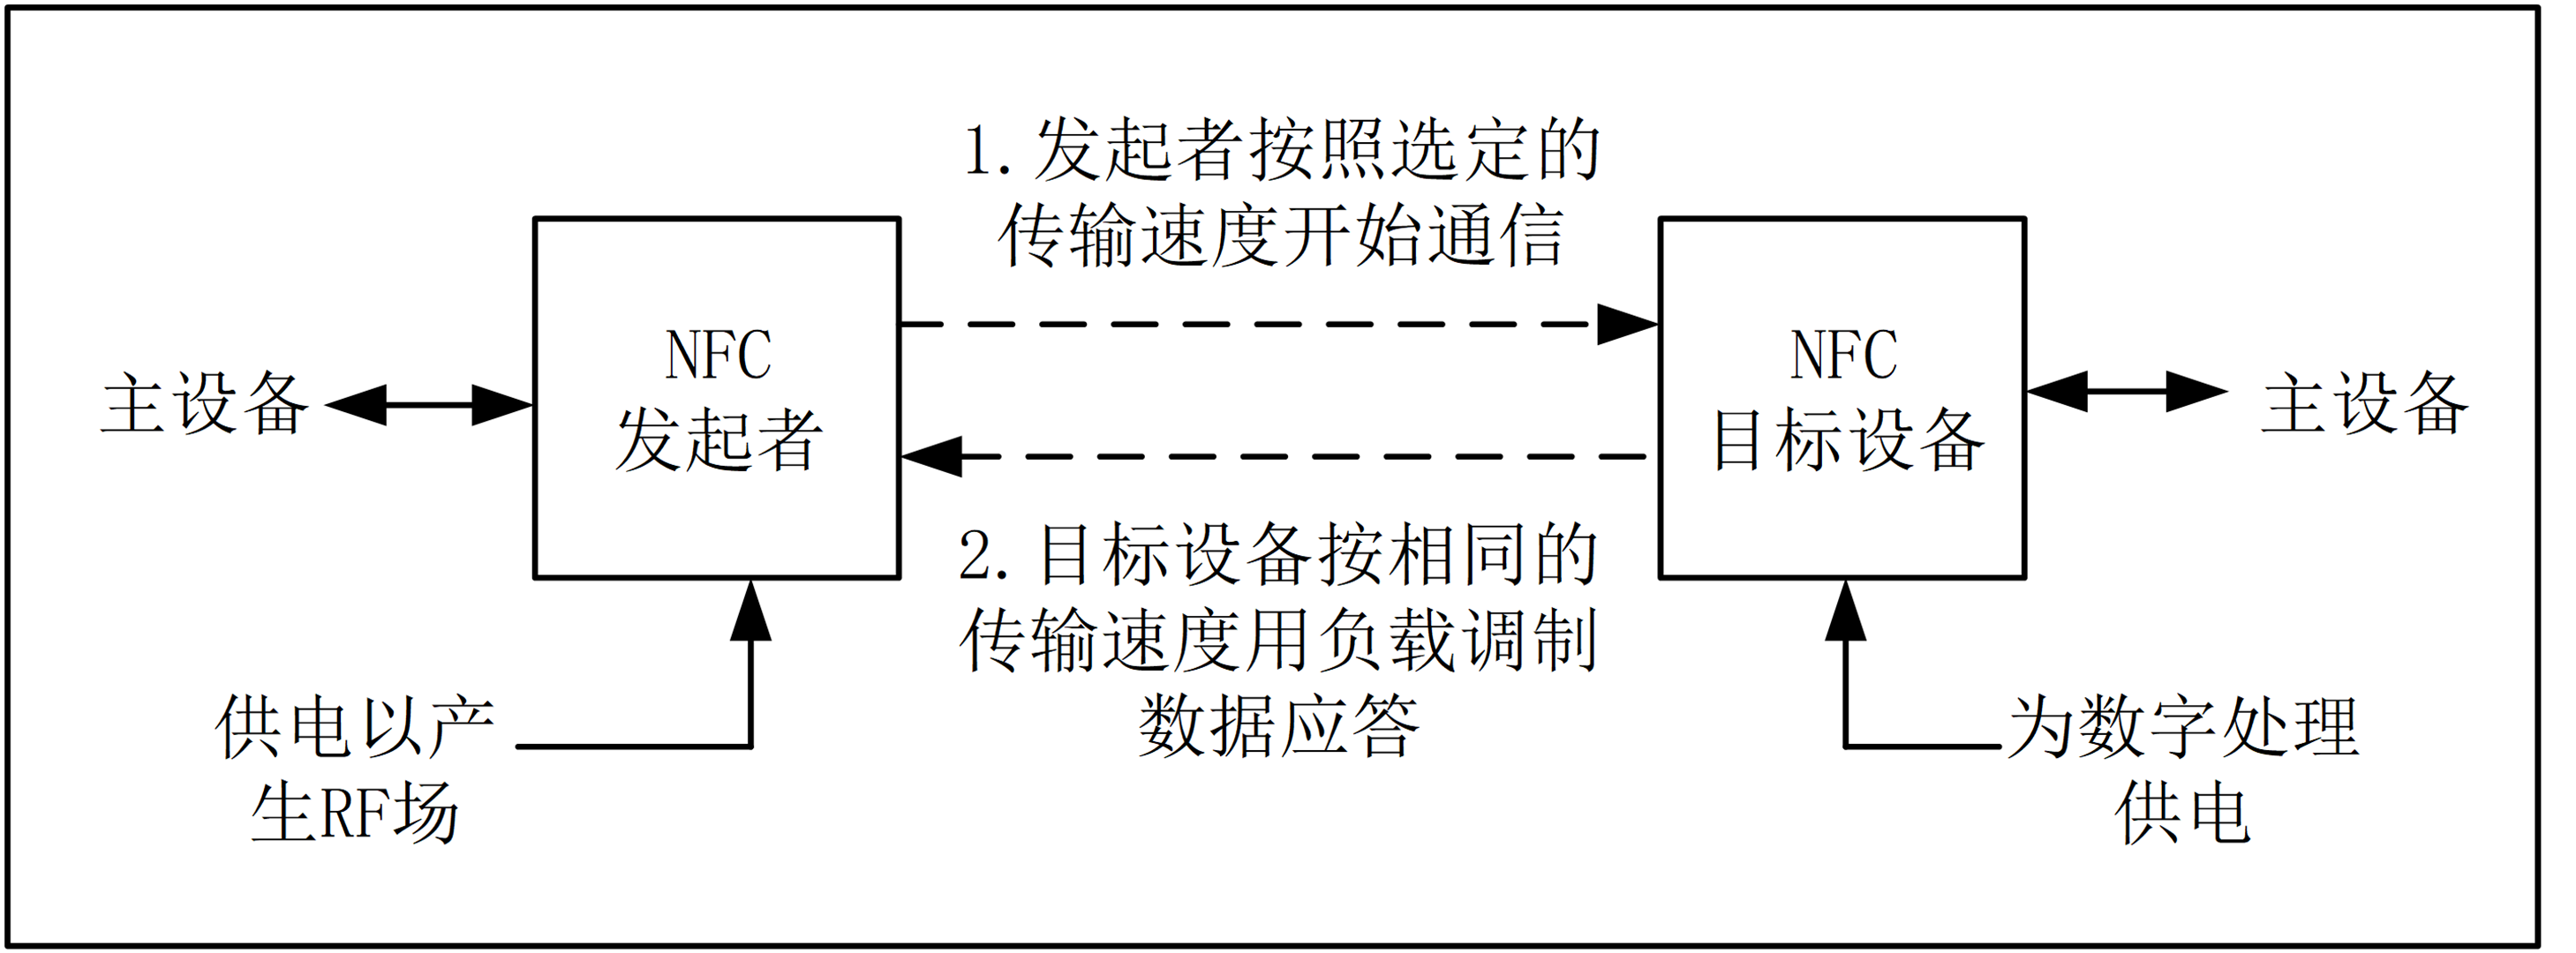 1.发起者按照选定的
传输速度开始通信
NFC
发起者
NFC
目标设备
主设备
主设备
2.目标设备按相同的
传输速度用负载调制
数据应答
供电以产
生RF场
为数字处理
供电